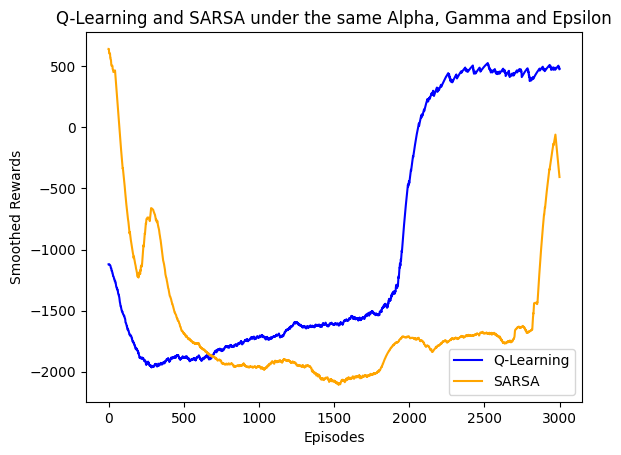 Q-Learning and SARSA under the same Alpha, Gamma and Epsilon
Smoothed Rewards
500
0
−500
−1000
−1500
−2000
0
500
1000
1500
2000
2500
3000
Episodes
Q-Learning
SARSA